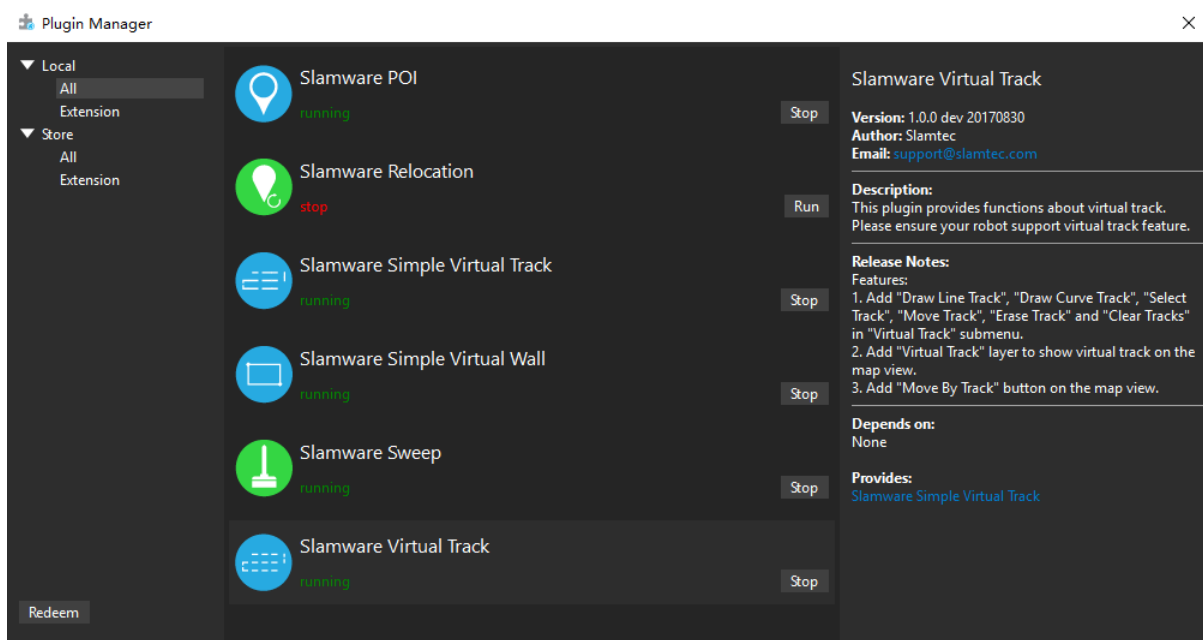 Plugin Manager
Local
All
Extension
Store
All
Extension
Redeem
Slamware POI
running
Stop
Slamware Relocation
stop
Run
Slamware Simple Virtual Track
running
Stop
Slamware Simple Virtual Wall
running
Stop
Slamware Sweep
running
Stop
Slamware Virtual Track
running
Stop
Slamware Virtual Track
Version: 1.0.0 dev 20170830
Author: Slamtec
Email: support@slamtec.com
Description:
This plugin provides functions about virtual track.
Please ensure your robot support virtual track feature.
Release Notes:
Features:
1. Add "Draw Line Track", "Draw Curve Track", "Select
Track", "Move Track", "Erase Track" and "Clear Tracks"
in "Virtual Track" submenu.
2. Add "Virtual Track" layer to show virtual track on the
map view.
3. Add "Move By Track" button on the map view.
Depends on:
None
Provides:
Slamware Simple Virtual Track